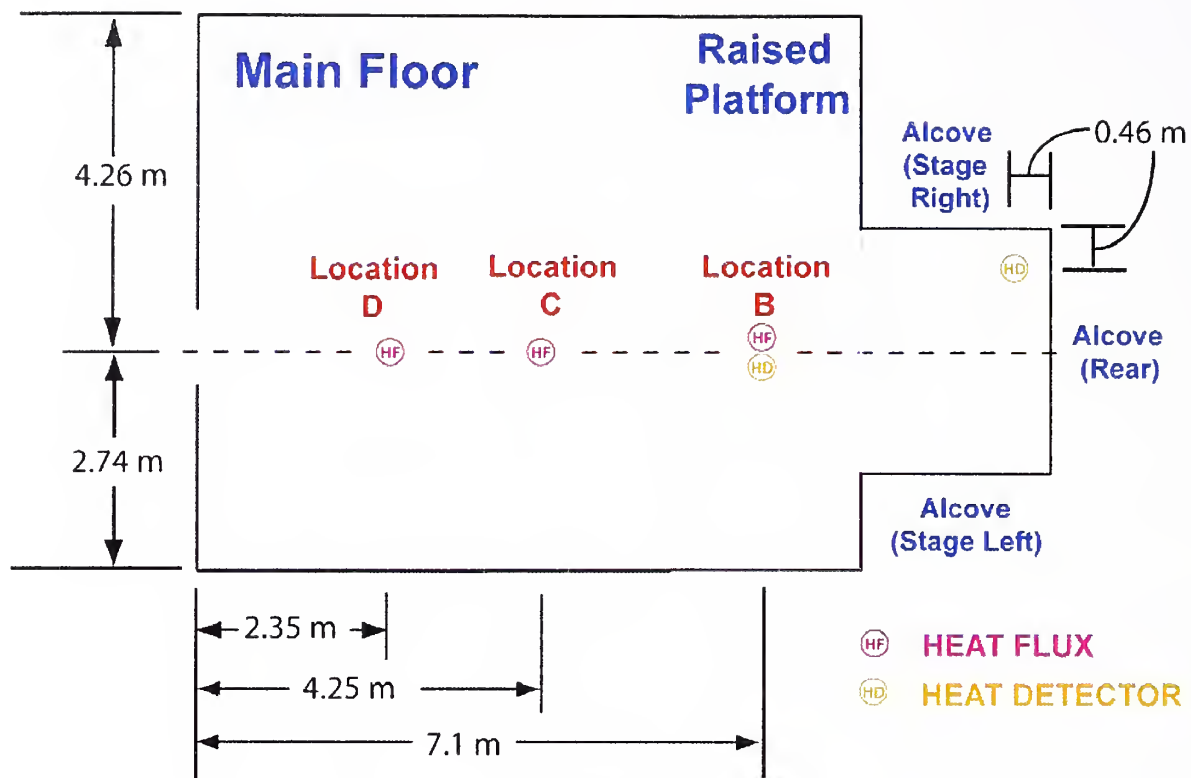 Main Floor
Raised
Platform
Alcove
(Stage
Right)
0.46 m
4.26 m
Location
D
Location
C
Location
B
HD
HF
HF
HF
HD
Alcove
(Rear)
2.74 m
Alcove
(Stage Left)
2.35 m
4.25 m
7.1 m
HF HEAT FLUX
HD HEAT DETECTOR